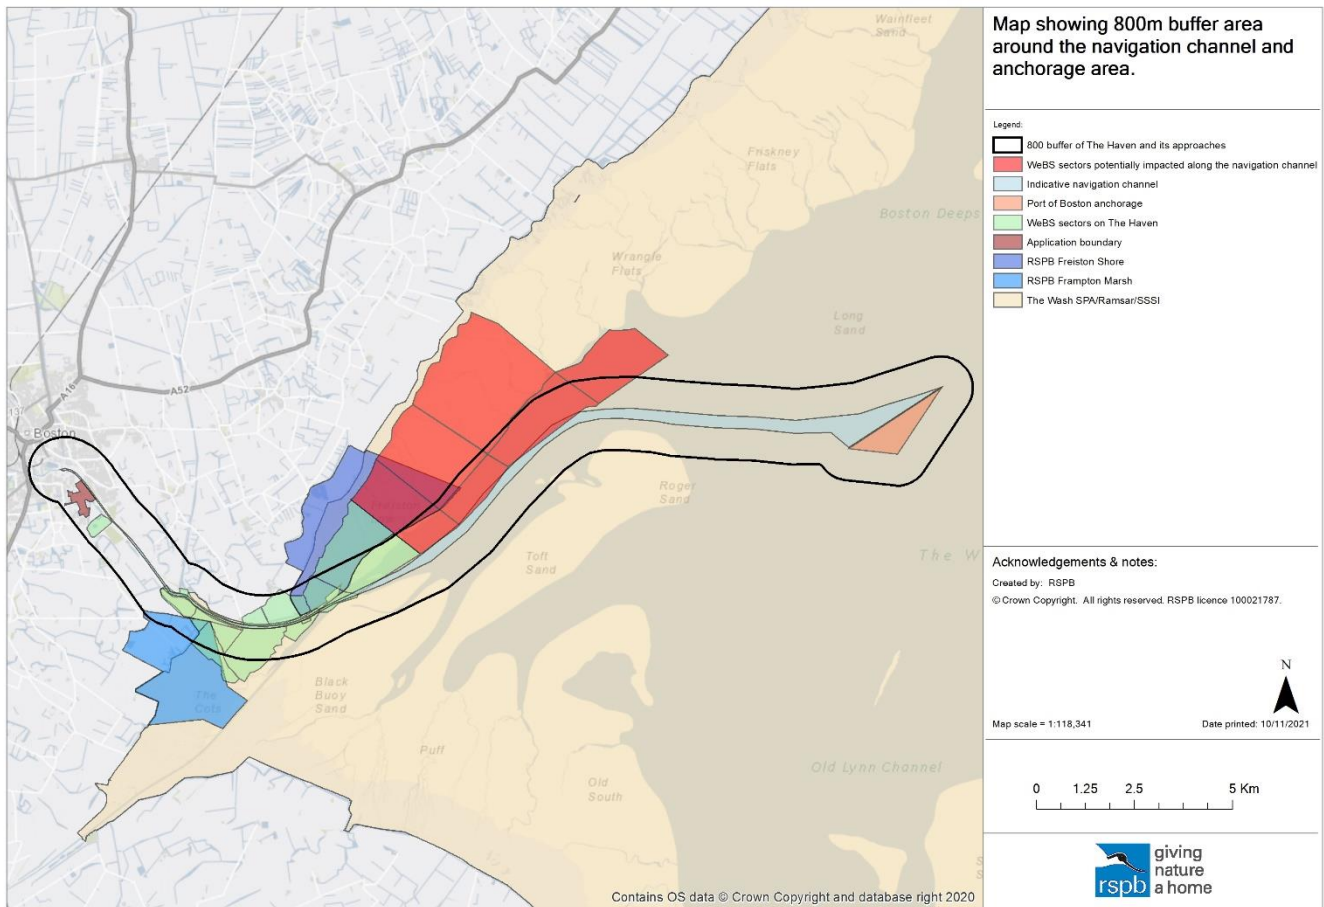 Map showing 800m buffer area
around the navigation channel and
anchorage area.
Legend:
800 buffer of The Haven and its approaches
WeBS sectors potentially impacted along the navigation channel
Indicative navigation channel
Port of Boston anchorage
WeBS sectors on The Haven
Application boundary
RSPB Freiston Shore
RSPB Frampton Marsh
The Wash SPA/Ramsar/SSSI
Acknowledgements & notes:
Created by: RSPB
© Crown Copyright. All rights reserved. RSPB licence 100021787.
N
Map scale = 1:118,341
Date printed: 10/11/2021
0 1.25 2.5 5 Km
rspb
giving
nature
a home
Wainfleet
Sand
Friskney
Flats
Boston Deeps
Wrangle
Flats
Long
Sand
A16
A52
Boston
Roger
Sand
Toft
Sand
The W
Black
Buoy
Sand
The
Puff
Old
South
Old Lynn Channel
Contains OS data © Crown Copyright and database right 2020